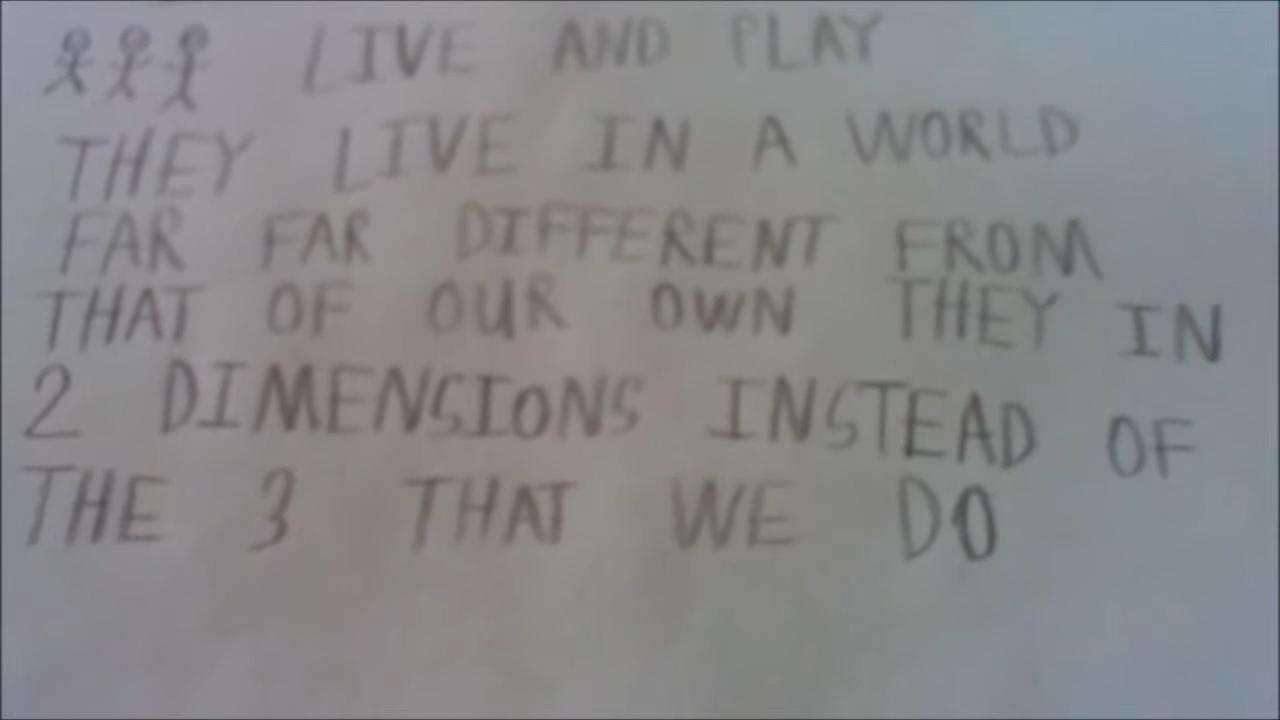 LIVE AND PLAY
THEY LIVE IN A WORLD
FAR FAR DIFFERENT FROM
THAT OF OUR OWN THEY IN
2 DIMENSIONS INSTEAD OF
THE 3 THAT WE DO